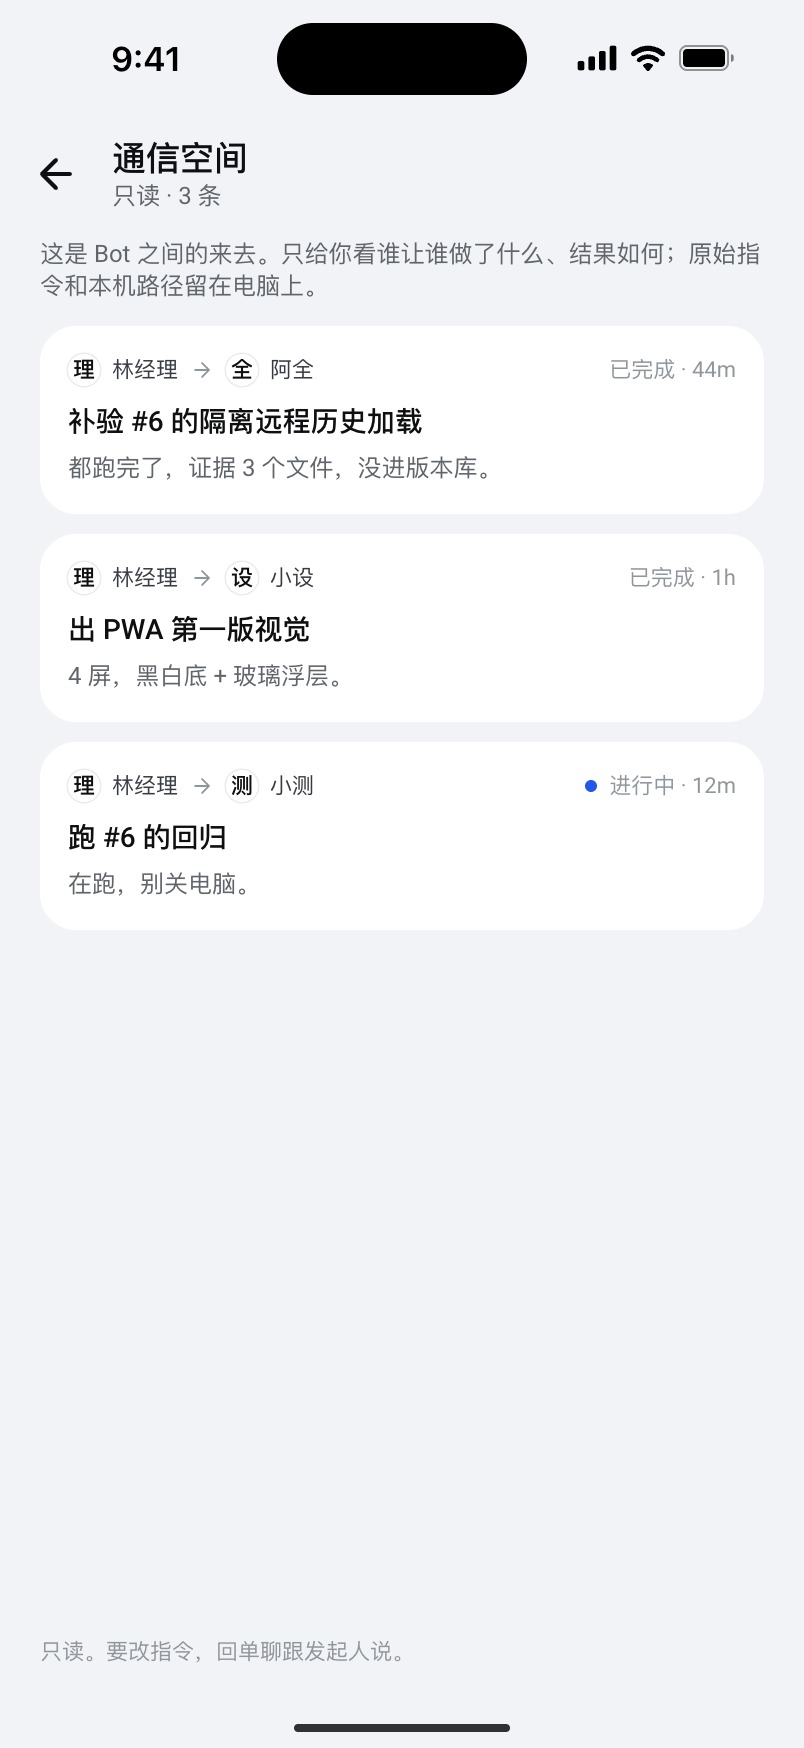 9:41
通信空间
只读 · 3 条
这是 Bot 之间的来去。只给你看谁让谁做了什么、结果如何；原始指
令和本机路径留在电脑上。
理 林经理 → 全 阿全 已完成 · 44m
补验 #6 的隔离远程历史加载
都跑完了，证据 3 个文件，没进版本库。
理 林经理 → 设 小设 已完成 · 1h
出 PWA 第一版视觉
4 屏，黑白底 + 玻璃浮层。
理 林经理 → 测 小测 进行中 · 12m
跑 #6 的回归
在跑，别关电脑。
只读。要改指令，回单聊跟发起人说。